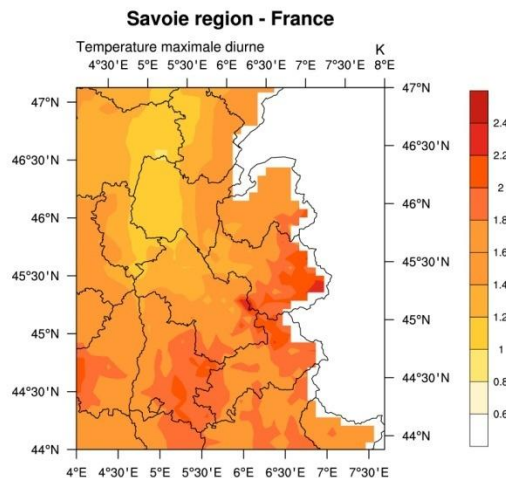 Savoie region - France
Temperature maximale diurne K
4°30'E 5°E 5°30'E 6°E 6°30'E 7°E 7°30'E 8°E
47°N 47°N
2.4
2.2
46°30'N 46°30'N
2
1.8
46°N 46°N
1.6
45°30'N 45°30'N
1.4
1.2
45°N 45°N
1
44°30'N 44°30'N
0.8
0.6
44°N 44°N
4°E 4°30'E 5°E 5°30'E 6°E 6°30'E 7°E 7°30'E